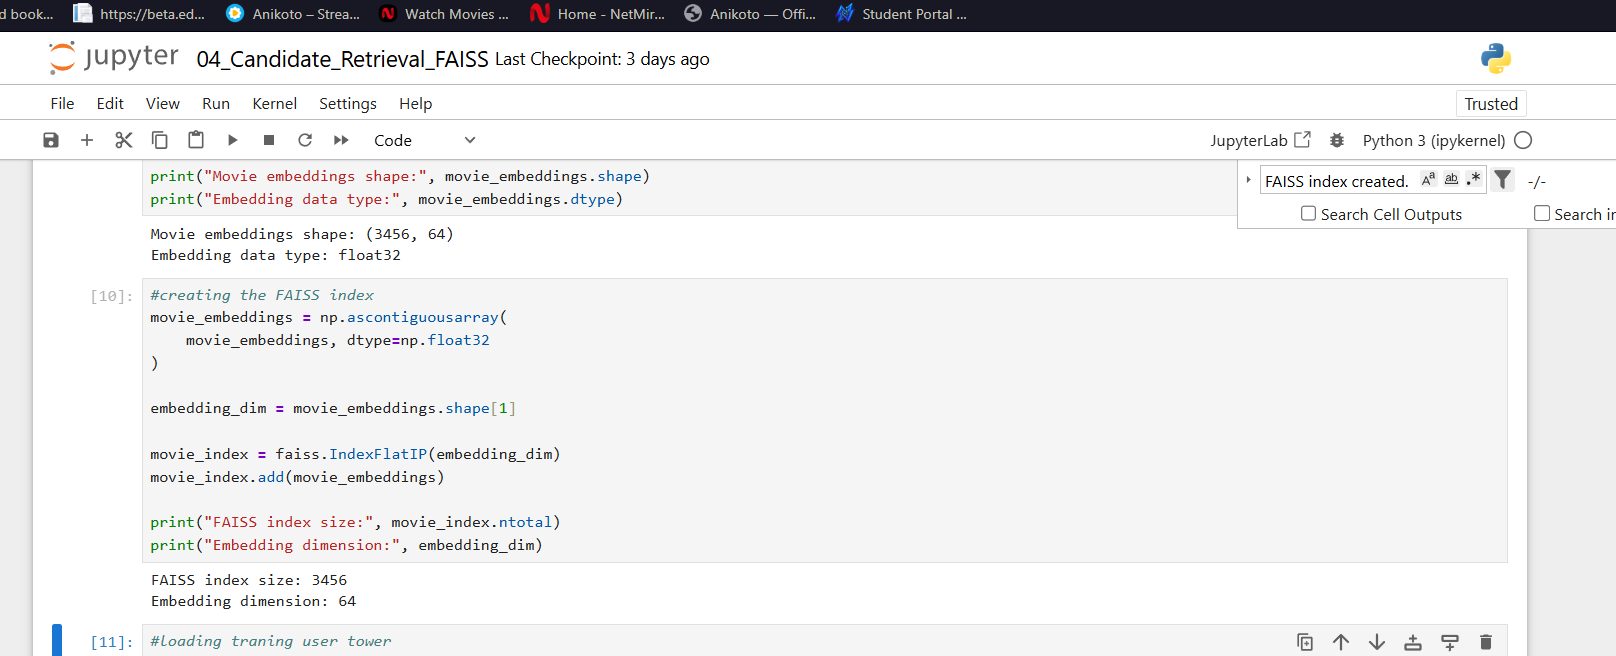 d book...
https://beta.ed...
Anikoto – Strea...
Watch Movies ...
Home - NetMir...
Anikoto — Offi...
Student Portal ...
jupyter 04_Candidate_Retrieval_FAISS Last Checkpoint: 3 days ago
File Edit View Run Kernel Settings Help
Trusted
Code
JupyterLab
Python 3 (ipykernel)
FAISS index created. Aa ab .* -/-
Search Cell Outputs
Search in
print("Movie embeddings shape:", movie_embeddings.shape)
print("Embedding data type:", movie_embeddings.dtype)
Movie embeddings shape: (3456, 64)
Embedding data type: float32
[10]: #creating the FAISS index
movie_embeddings = np.ascontiguousarray(
    movie_embeddings, dtype=np.float32
)
embedding_dim = movie_embeddings.shape[1]
movie_index = faiss.IndexFlatIP(embedding_dim)
movie_index.add(movie_embeddings)
print("FAISS index size:", movie_index.ntotal)
print("Embedding dimension:", embedding_dim)
FAISS index size: 3456
Embedding dimension: 64
[11]: #loading traning user tower